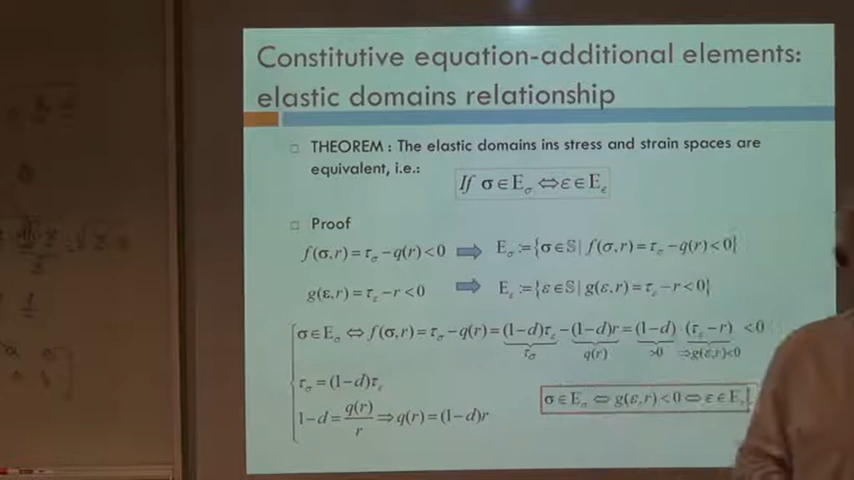 Constitutive equation-additional elements:
elastic domains relationship
THEOREM : The elastic domains ins stress and strain spaces are
equivalent, i.e.:
If σ∈E_σ ⇔ ε∈E_ε
Proof
f(σ,r)=τ_σ−q(r)<0 ⇨ E_σ:={σ∈𝕊| f(σ,r)=τ_σ−q(r)<0}
g(ε,r)=τ_ε−r<0 ⇨ E_ε:={ε∈𝕊| g(ε,r)=τ_ε−r<0}
σ∈E_σ ⇔ f(σ,r)=τ_σ−q(r)=(1−d)τ_ε−(1−d)r=(1−d)·(τ_ε−r) <0
τ_σ q(r) >0 ⇒g(ε,r)<0
τ_σ=(1−d)τ_ε
1−d=q(r)/r⇒q(r)=(1−d)r
σ∈E_σ ⇔ g(ε,r)<0⇔ε∈E_ε